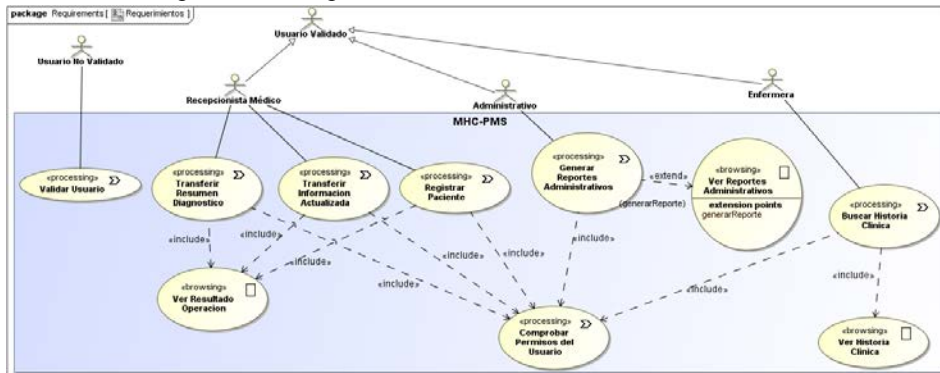 package Requirements [ Requerimientos ]
Usuario Validado
Usuario No Validado
Recepcionista Médico
Administrativo
Enfermera
MHC-PMS
«processing»
Validar Usuario
«processing»
Transferir
Resumen
Diagnostico
«processing»
Transferir
Informacion
Actualizada
«processing»
Registrar
Paciente
«processing»
Generar
Reportes
Administrativos
«extend»
(generarReporte)
«browsing»
Ver Reportes
Administrativos
extension points
generarReporte
«processing»
Buscar Historia
Clinica
«include»
«include»
«include»
«include»
«include»
«include»
«include»
«include»
«include»
«browsing»
Ver Resultado
Operacion
«processing»
Comprobar
Permisos del
Usuario
«browsing»
Ver Historia
Clinica